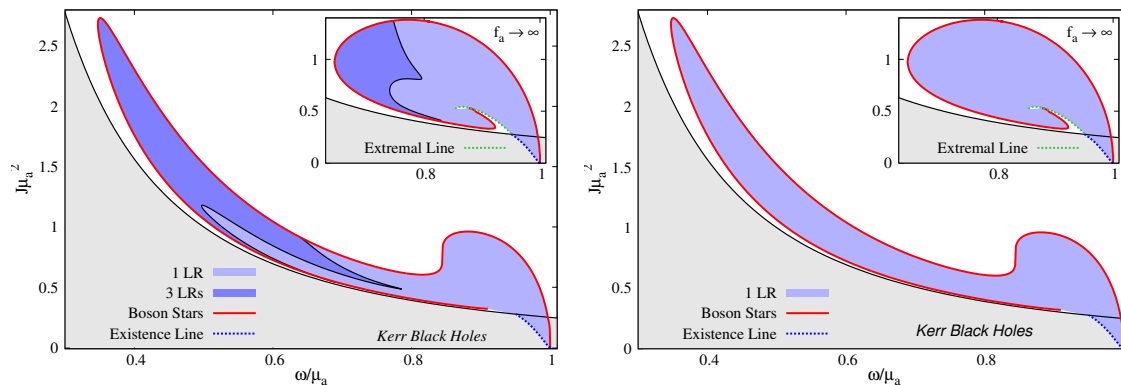 Jμₐ²
2.5
2
1.5
1
0.5
0
0.4
0.6
0.8
1
ω/μₐ
1 LR
3 LRs
Boson Stars
Existence Line
Kerr Black Holes
fₐ → ∞
1
0.5
0
0.8
1
Extremal Line
2.5
2
1.5
1
0.5
0
0.4
0.6
0.8
1
ω/μₐ
1 LR
Boson Stars
Existence Line
Kerr Black Holes
fₐ → ∞
1
0.5
0
0.8
1
Extremal Line